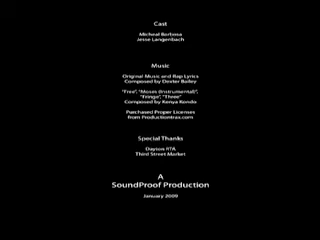 Cast
Micheal Barbosa
Jesse Langenbach
Music
Original Music and Rap Lyrics
Composed by Dexter Bailey
"Free", "Moses (Instrumental)",
"Fringe", "Three"
Composed by Kenya Kondo
Purchased Proper Licenses
from Productiontrax.com
Special Thanks
Dayton RTA
Third Street Market
A
SoundProof Production
January 2009